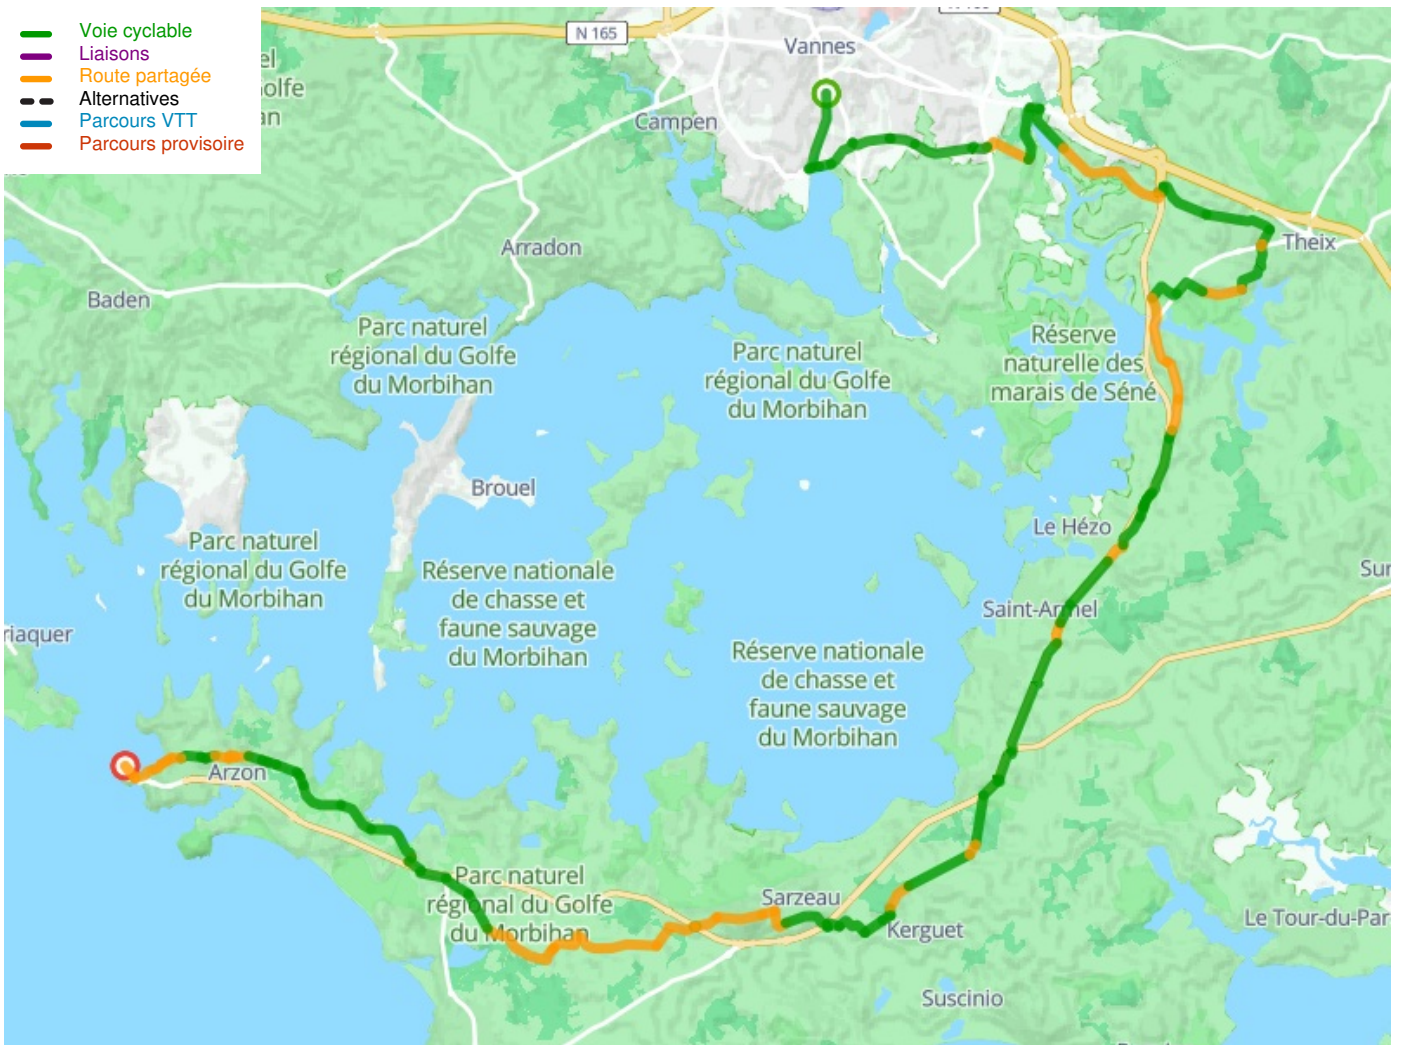 Voie cyclable
Liaisons
Route partagée
Alternatives
Parcours VTT
Parcours provisoire
N 165
Vannes
Campen
Theix
Arradon
Baden
Parc naturel
régional du Golfe
du Morbihan
Parc naturel
régional du Golfe
du Morbihan
Réserve
naturelle des
marais de Séné
Brouel
Le Hézo
Parc naturel
régional du Golfe
du Morbihan
Réserve nationale
de chasse et
faune sauvage
du Morbihan
Sur
Saint-Armel
riaquer
Réserve nationale
de chasse et
faune sauvage
du Morbihan
Arzon
Parc naturel
régional du Golfe
du Morbihan
Sarzeau
Kerguet
Le Tour-du-Par
Suscinio